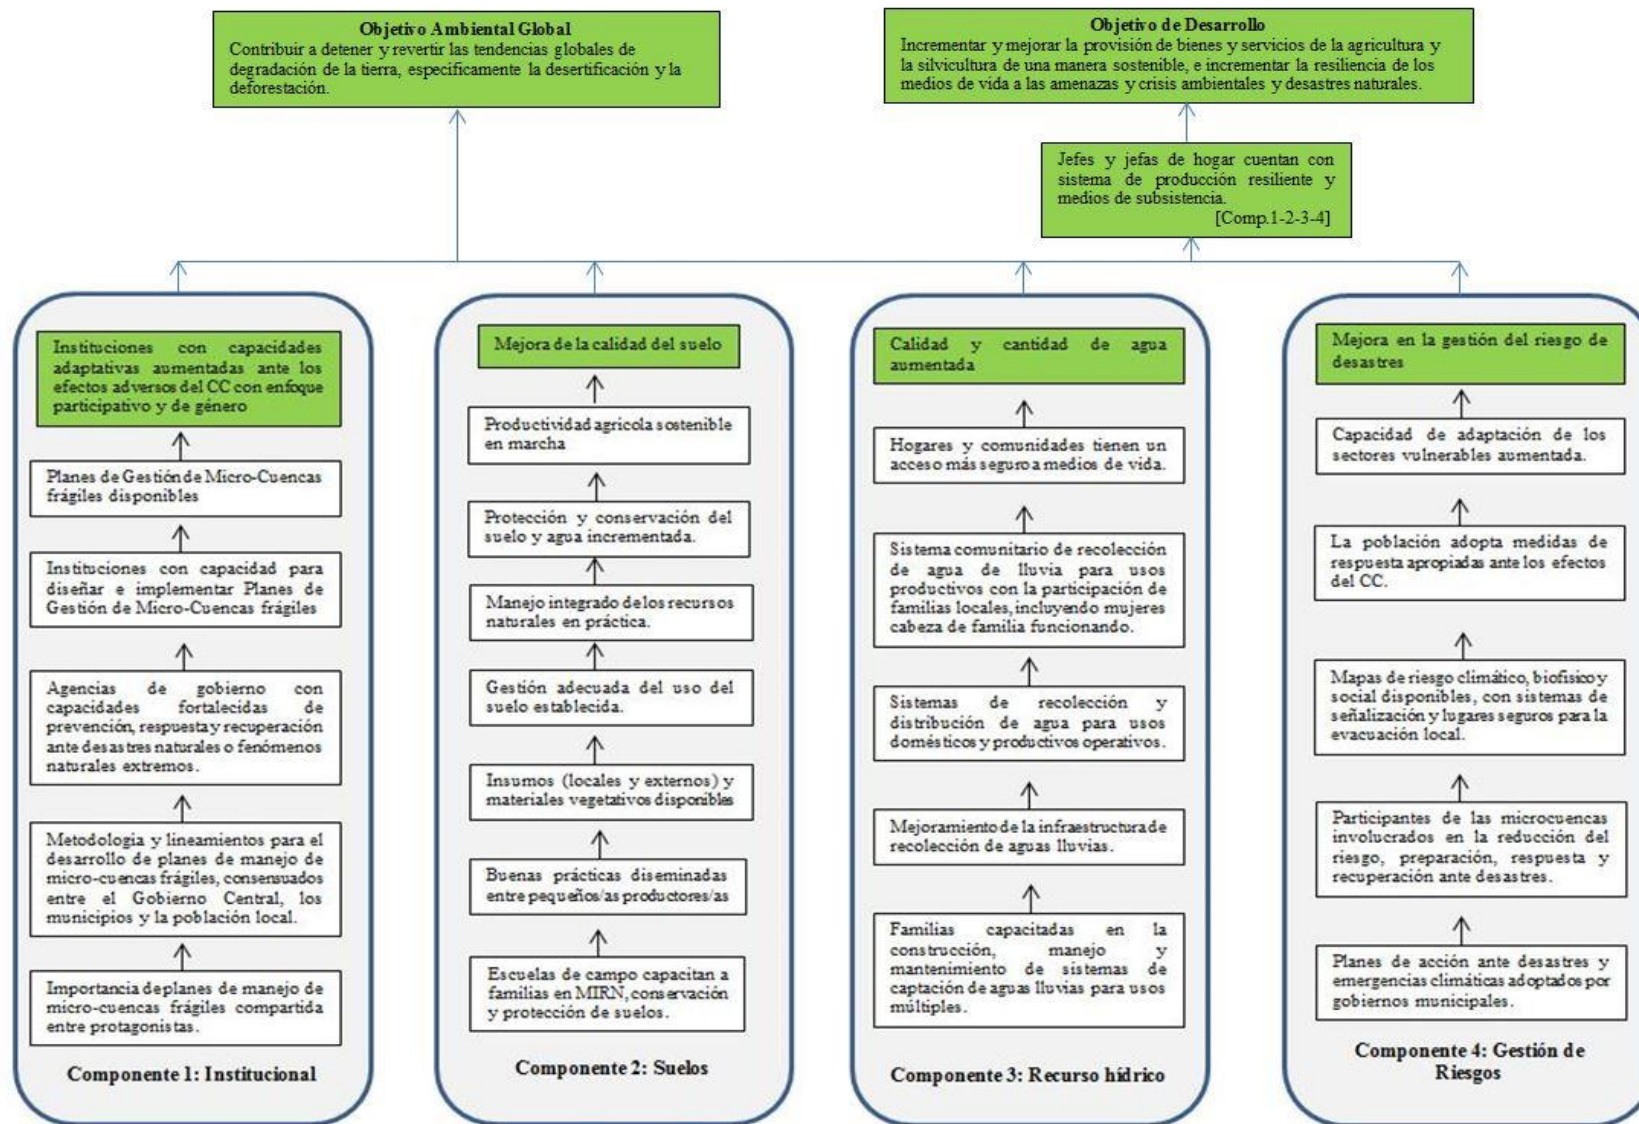 Objetivo Ambiental Global
Contribuir a detener y revertir las tendencias globales de
degradación de la tierra, específicamente la desertificación y la
deforestación.
Objetivo de Desarrollo
Incrementar y mejorar la provisión de bienes y servicios de la agricultura y
la silvicultura de una manera sostenible, e incrementar la resiliencia de los
medios de vida a las amenazas y crisis ambientales y desastres naturales.
Jefes y jefas de hogar cuentan con
sistema de producción resiliente y
medios de subsistencia.
[Comp.1-2-3-4]
Instituciones con capacidades
adaptativas aumentadas ante los
efectos adversos del CC con enfoque
participativo y de género
Planes de Gestión de Micro-Cuencas
frágiles disponibles
Instituciones con capacidad para
diseñar e implementar Planes de
Gestión de Micro-Cuencas frágiles
Agencias de gobierno con
capacidades fortalecidas de
prevención, respuesta y recuperación
ante desastres naturales o fenómenos
naturales extremos.
Metodología y lineamientos para el
desarrollo de planes de manejo de
micro-cuencas frágiles, consensuados
entre el Gobierno Central, los
municipios y la población local.
Importancia de planes de manejo de
micro-cuencas frágiles compartida
entre protagonistas.
Componente 1: Institucional
Mejora de la calidad del suelo
Productividad agrícola sostenible
en marcha
Protección y conservación del
suelo y agua incrementada.
Manejo integrado de los recursos
naturales en práctica.
Gestión adecuada del uso del
suelo establecida.
Insumos (locales y externos) y
materiales vegetativos disponibles
Buenas prácticas diseminadas
entre pequeños/as productores/as
Escuelas de campo capacitan a
familias en MIRN, conservación
y protección de suelos.
Componente 2: Suelos
Calidad y cantidad de agua
aumentada
Hogares y comunidades tienen un
acceso más seguro a medios de vida.
Sistema comunitario de recolección
de agua de lluvia para usos
productivos con la participación de
familias locales, incluyendo mujeres
cabeza de familia funcionando.
Sistemas de recolección y
distribución de agua para usos
domésticos y productivos operativos.
Mejoramiento de la infraestructura de
recolección de aguas lluvias.
Familias capacitadas en la
construcción, manejo y
mantenimiento de sistemas de
captación de aguas lluvias para usos
múltiples.
Componente 3: Recurso hídrico
Mejora en la gestión del riesgo de
desastres
Capacidad de adaptación de los
sectores vulnerables aumentada.
La población adopta medidas de
respuesta apropiadas ante los efectos
del CC.
Mapas de riesgo climático, biofísico y
social disponibles, con sistemas de
señalización y lugares seguros para la
evacuación local.
Participantes de las microcuencas
involucrados en la reducción del
riesgo, preparación, respuesta y
recuperación ante desastres.
Planes de acción ante desastres y
emergencias climáticas adoptados por
gobiernos municipales.
Componente 4: Gestión de
Riesgos